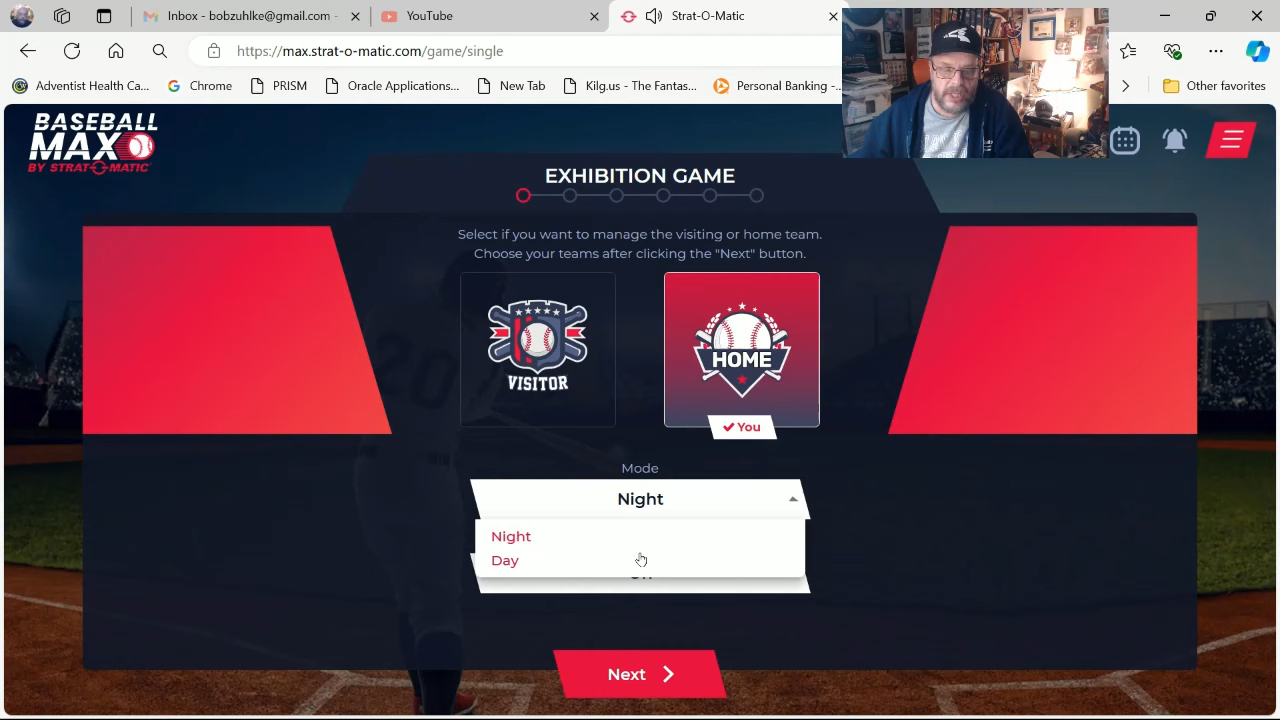 Inbox - bobzuhlke@gmail.com -
YouTube
Strat-O-Matic
https://max.strat-o-matic.com/game/single
Adventist Health Ca...
Chrome
PRISM
Oracle Applications...
New Tab
Kilg.us - The Fantas...
Personal Banking -...
Other favorites
BASEBALL
MAX
BY STRAT-O-MATIC
EXHIBITION GAME
Select if you want to manage the visiting or home team.
Choose your teams after clicking the "Next" button.
VISITOR
HOME
You
Mode
Night
Night
Day
Next